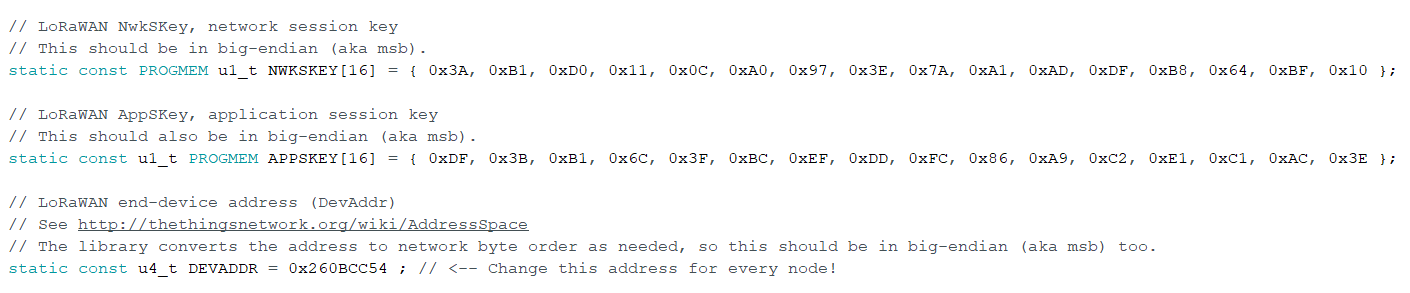 // LoRaWAN NwkSKey, network session key
// This should be in big-endian (aka msb).
static const PROGMEM u1_t NWKSKEY[16] = { 0x3A, 0xB1, 0xD0, 0x11, 0x0C, 0xA0, 0x97, 0x3E, 0x7A, 0xA1, 0xAD, 0xDF, 0xB8, 0x64, 0xBF, 0x10 };
// LoRaWAN AppSKey, application session key
// This should also be in big-endian (aka msb).
static const u1_t PROGMEM APPSKEY[16] = { 0xDF, 0x3B, 0xB1, 0x6C, 0x3F, 0xBC, 0xEF, 0xDD, 0xFC, 0x86, 0xA9, 0xC2, 0xE1, 0xC1, 0xAC, 0x3E };
// LoRaWAN end-device address (DevAddr)
// See http://thethingsnetwork.org/wiki/AddressSpace
// The library converts the address to network byte order as needed, so this should be in big-endian (aka msb) too.
static const u4_t DEVADDR = 0x260BCC54 ; // <-- Change this address for every node!